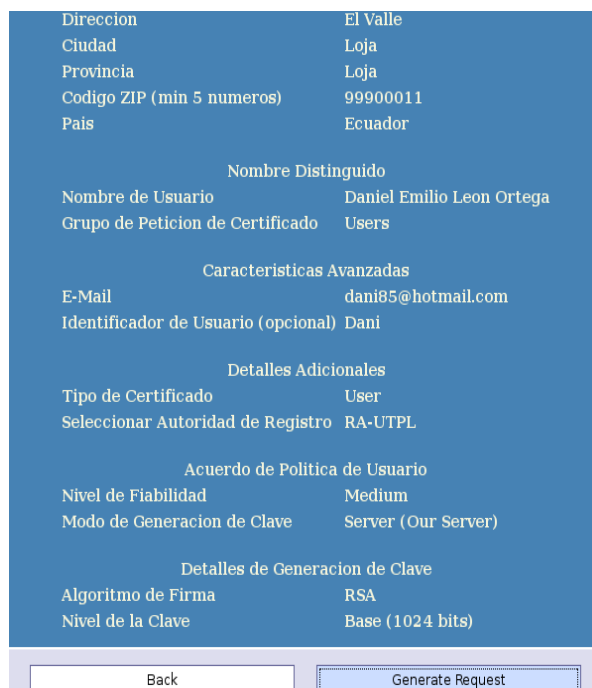 Direccion El Valle
Ciudad Loja
Provincia Loja
Codigo ZIP (min 5 numeros) 99900011
Pais Ecuador
Nombre Distinguido
Nombre de Usuario Daniel Emilio Leon Ortega
Grupo de Peticion de Certificado Users
Caracteristicas Avanzadas
E-Mail dani85@hotmail.com
Identificador de Usuario (opcional) Dani
Detalles Adicionales
Tipo de Certificado User
Seleccionar Autoridad de Registro RA-UTPL
Acuerdo de Politica de Usuario
Nivel de Fiabilidad Medium
Modo de Generacion de Clave Server (Our Server)
Detalles de Generacion de Clave
Algoritmo de Firma RSA
Nivel de la Clave Base (1024 bits)
Back Generate Request